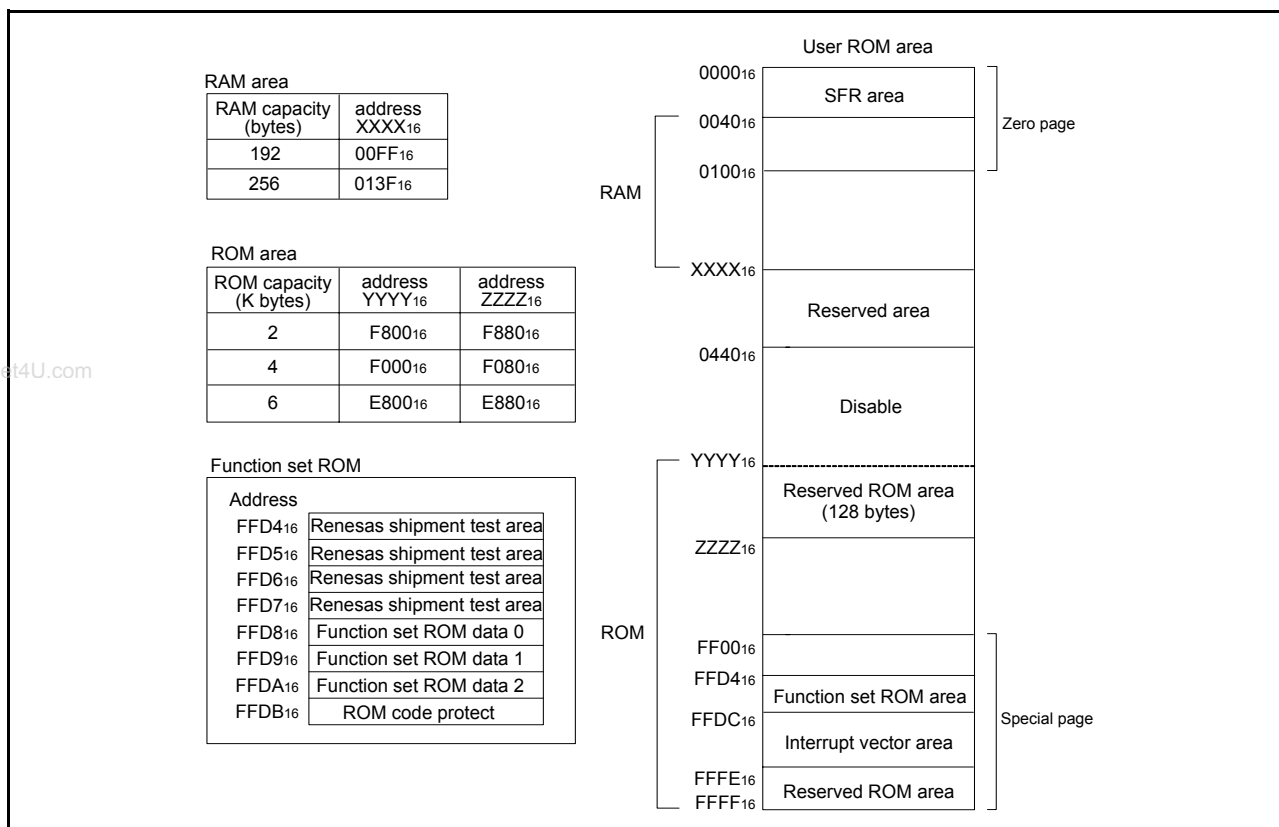 RAM area
RAM capacity (bytes) address XXXX16
192 00FF16
256 013F16
ROM area
ROM capacity (K bytes) address YYYY16 address ZZZZ16
2 F80016 F88016
4 F00016 F08016
6 E80016 E88016
et4U.com
Function set ROM
Address
FFD416 Renesas shipment test area
FFD516 Renesas shipment test area
FFD616 Renesas shipment test area
FFD716 Renesas shipment test area
FFD816 Function set ROM data 0
FFD916 Function set ROM data 1
FFDA16 Function set ROM data 2
FFDB16 ROM code protect
User ROM area
000016
SFR area
004016
Zero page
010016
RAM
XXXX16
Reserved area
044016
Disable
YYYY16
Reserved ROM area
(128 bytes)
ZZZZ16
ROM
FF0016
FFD416
Function set ROM area
FFDC16
Special page
Interrupt vector area
FFFE16
Reserved ROM area
FFFF16